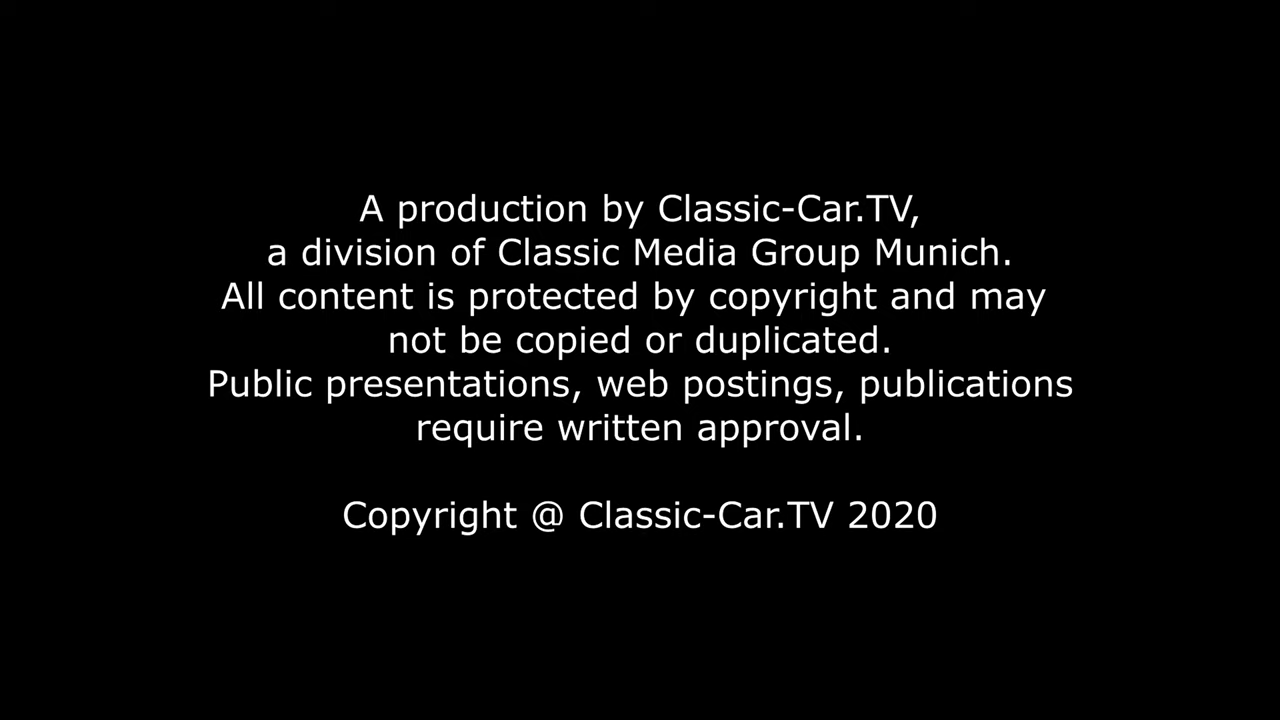 A production by Classic-Car.TV,
a division of Classic Media Group Munich.
All content is protected by copyright and may
not be copied or duplicated.
Public presentations, web postings, publications
require written approval.
Copyright @ Classic-Car.TV 2020